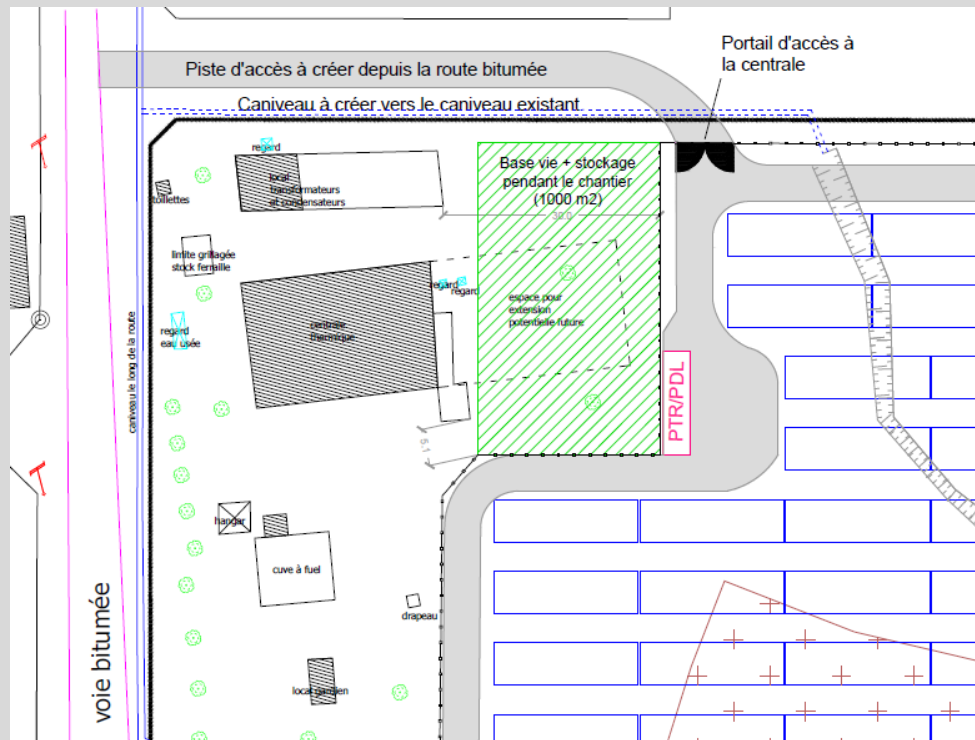 Portail d'accès à
la centrale
Piste d'accès à créer depuis la route bitumée
Caniveau à créer vers le caniveau existant
regard
local
transformateurs
et condensateurs
Base vie + stockage
pendant le chantier
(1000 m2)
30.0
toilettes
limite grillagée
stock ferraille
regard
regard
espace pour
extension
potentielle future
regard
eau usée
centrale
thermique
caniveau le long de la route
PTR/PDL
5.1
hangar
cuve à fuel
drapeau
voie bitumée
local gardien